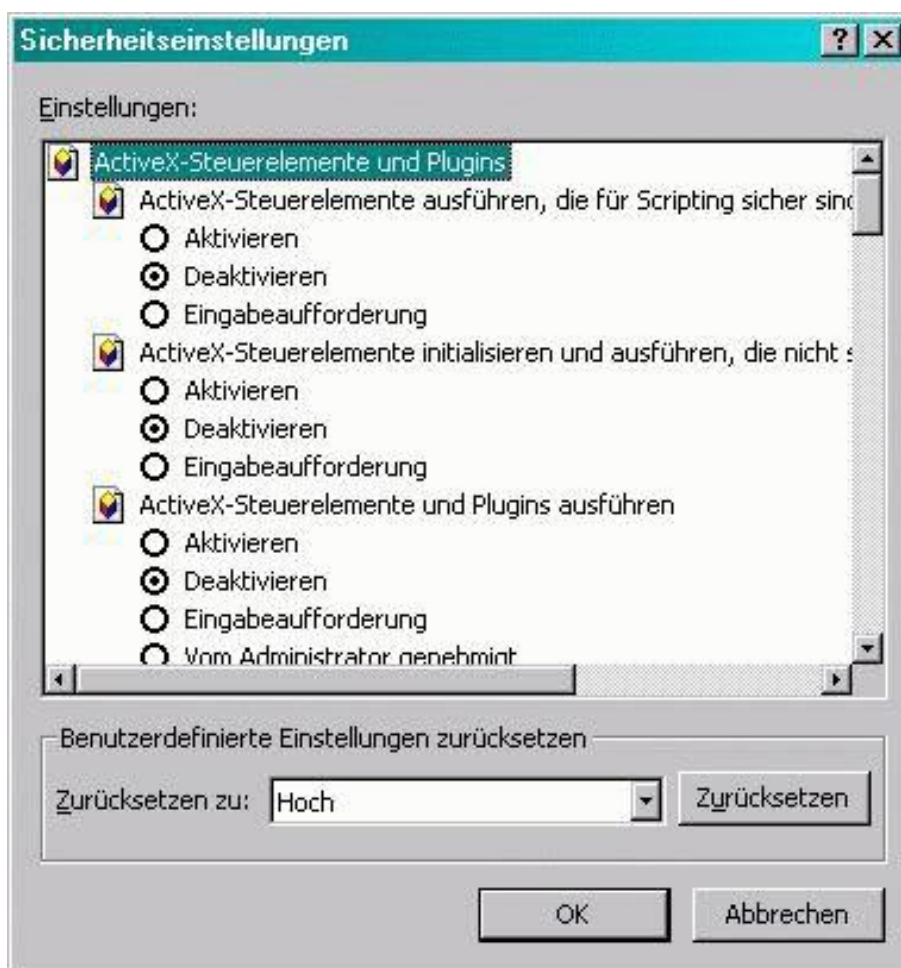 Sicherheitseinstellungen
Einstellungen:
ActiveX-Steuerelemente und Plugins
ActiveX-Steuerelemente ausführen, die für Scripting sicher sind
Aktivieren
Deaktivieren
Eingabeaufforderung
ActiveX-Steuerelemente initialisieren und ausführen, die nicht s
Aktivieren
Deaktivieren
Eingabeaufforderung
ActiveX-Steuerelemente und Plugins ausführen
Aktivieren
Deaktivieren
Eingabeaufforderung
Vom Administrator genehmigt
Benutzerdefinierte Einstellungen zurücksetzen
Zurücksetzen zu: Hoch Zurücksetzen
OK Abbrechen